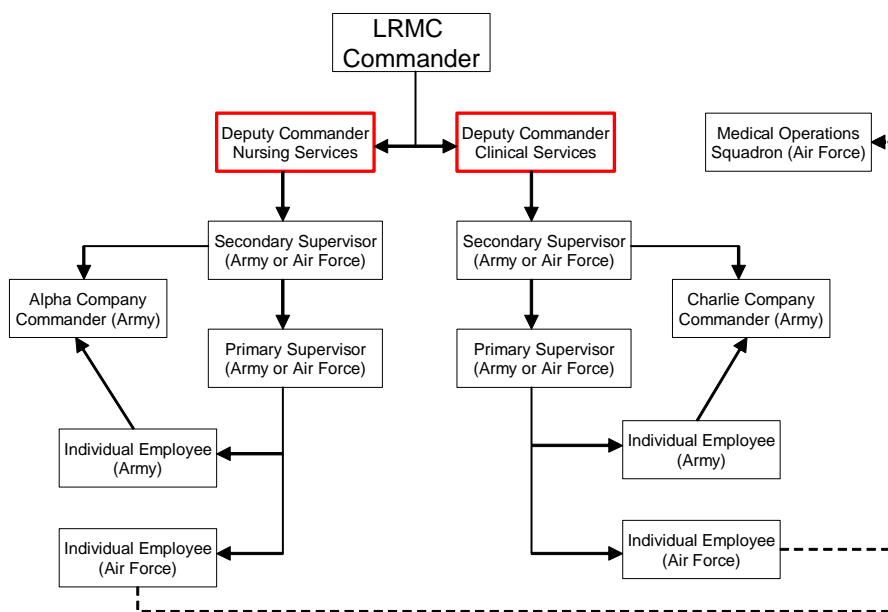 LRMC
Commander
Deputy Commander
Nursing Services
Deputy Commander
Clinical Services
Medical Operations
Squadron (Air Force)
Secondary Supervisor
(Army or Air Force)
Secondary Supervisor
(Army or Air Force)
Alpha Company
Commander (Army)
Charlie Company
Commander (Army)
Primary Supervisor
(Army or Air Force)
Primary Supervisor
(Army or Air Force)
Individual Employee
(Army)
Individual Employee
(Army)
Individual Employee
(Air Force)
Individual Employee
(Air Force)